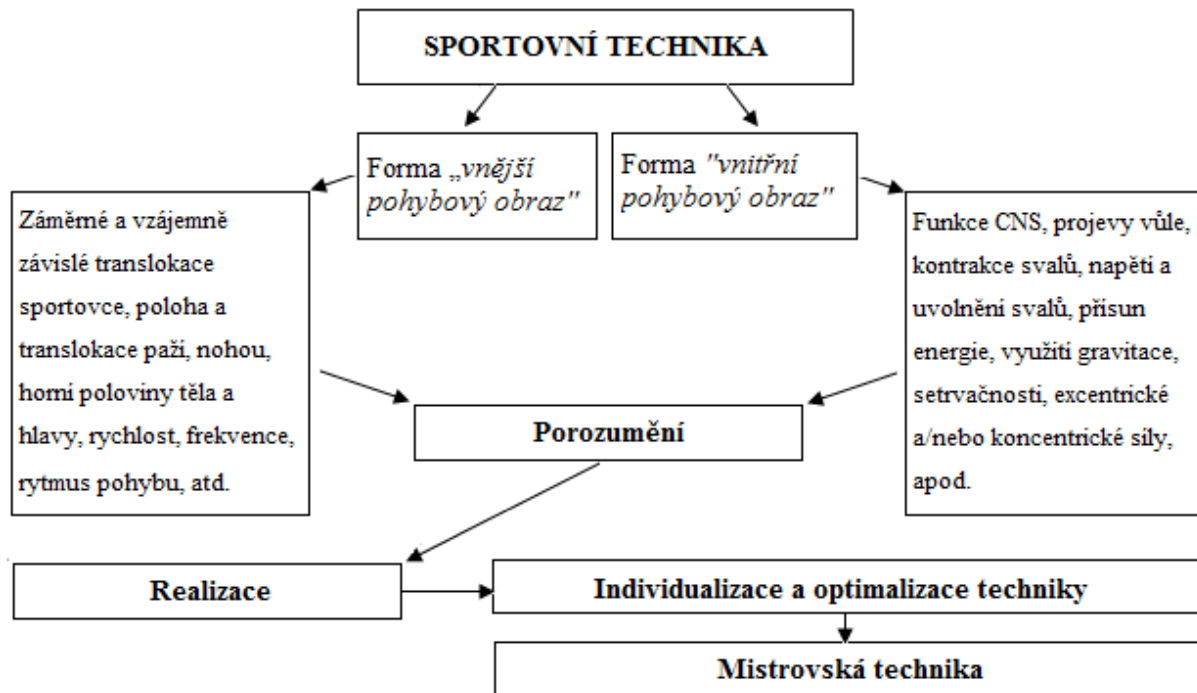 SPORTOVNÍ TECHNIKA
Forma „vnější
pohybový obraz"
Forma "vnitřní
pohybový obraz"
Záměrné a vzájemně
závislé translokace
sportovce, poloha a
translokace paží, nohou,
horní poloviny těla a
hlavy, rychlost, frekvence,
rytmus pohybu, atd.
Funkce CNS, projevy vůle,
kontrakce svalů, napětí a
uvolnění svalů, přísun
energie, využití gravitace,
setrvačnosti, excentrické
a/nebo koncentrické síly,
apod.
Porozumění
Realizace
Individualizace a optimalizace techniky
Mistrovská technika